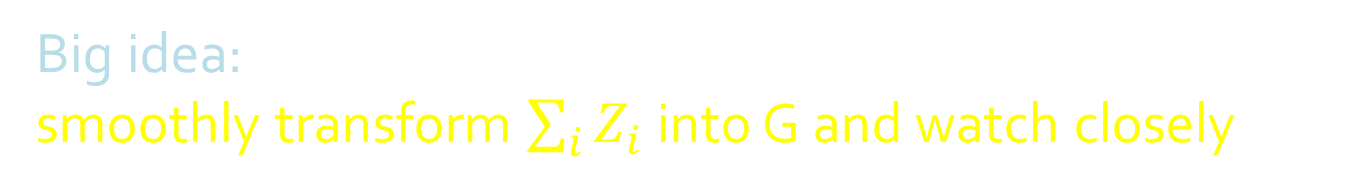 Big idea:
smoothly transform ∑ᵢ Zᵢ into G and watch closely